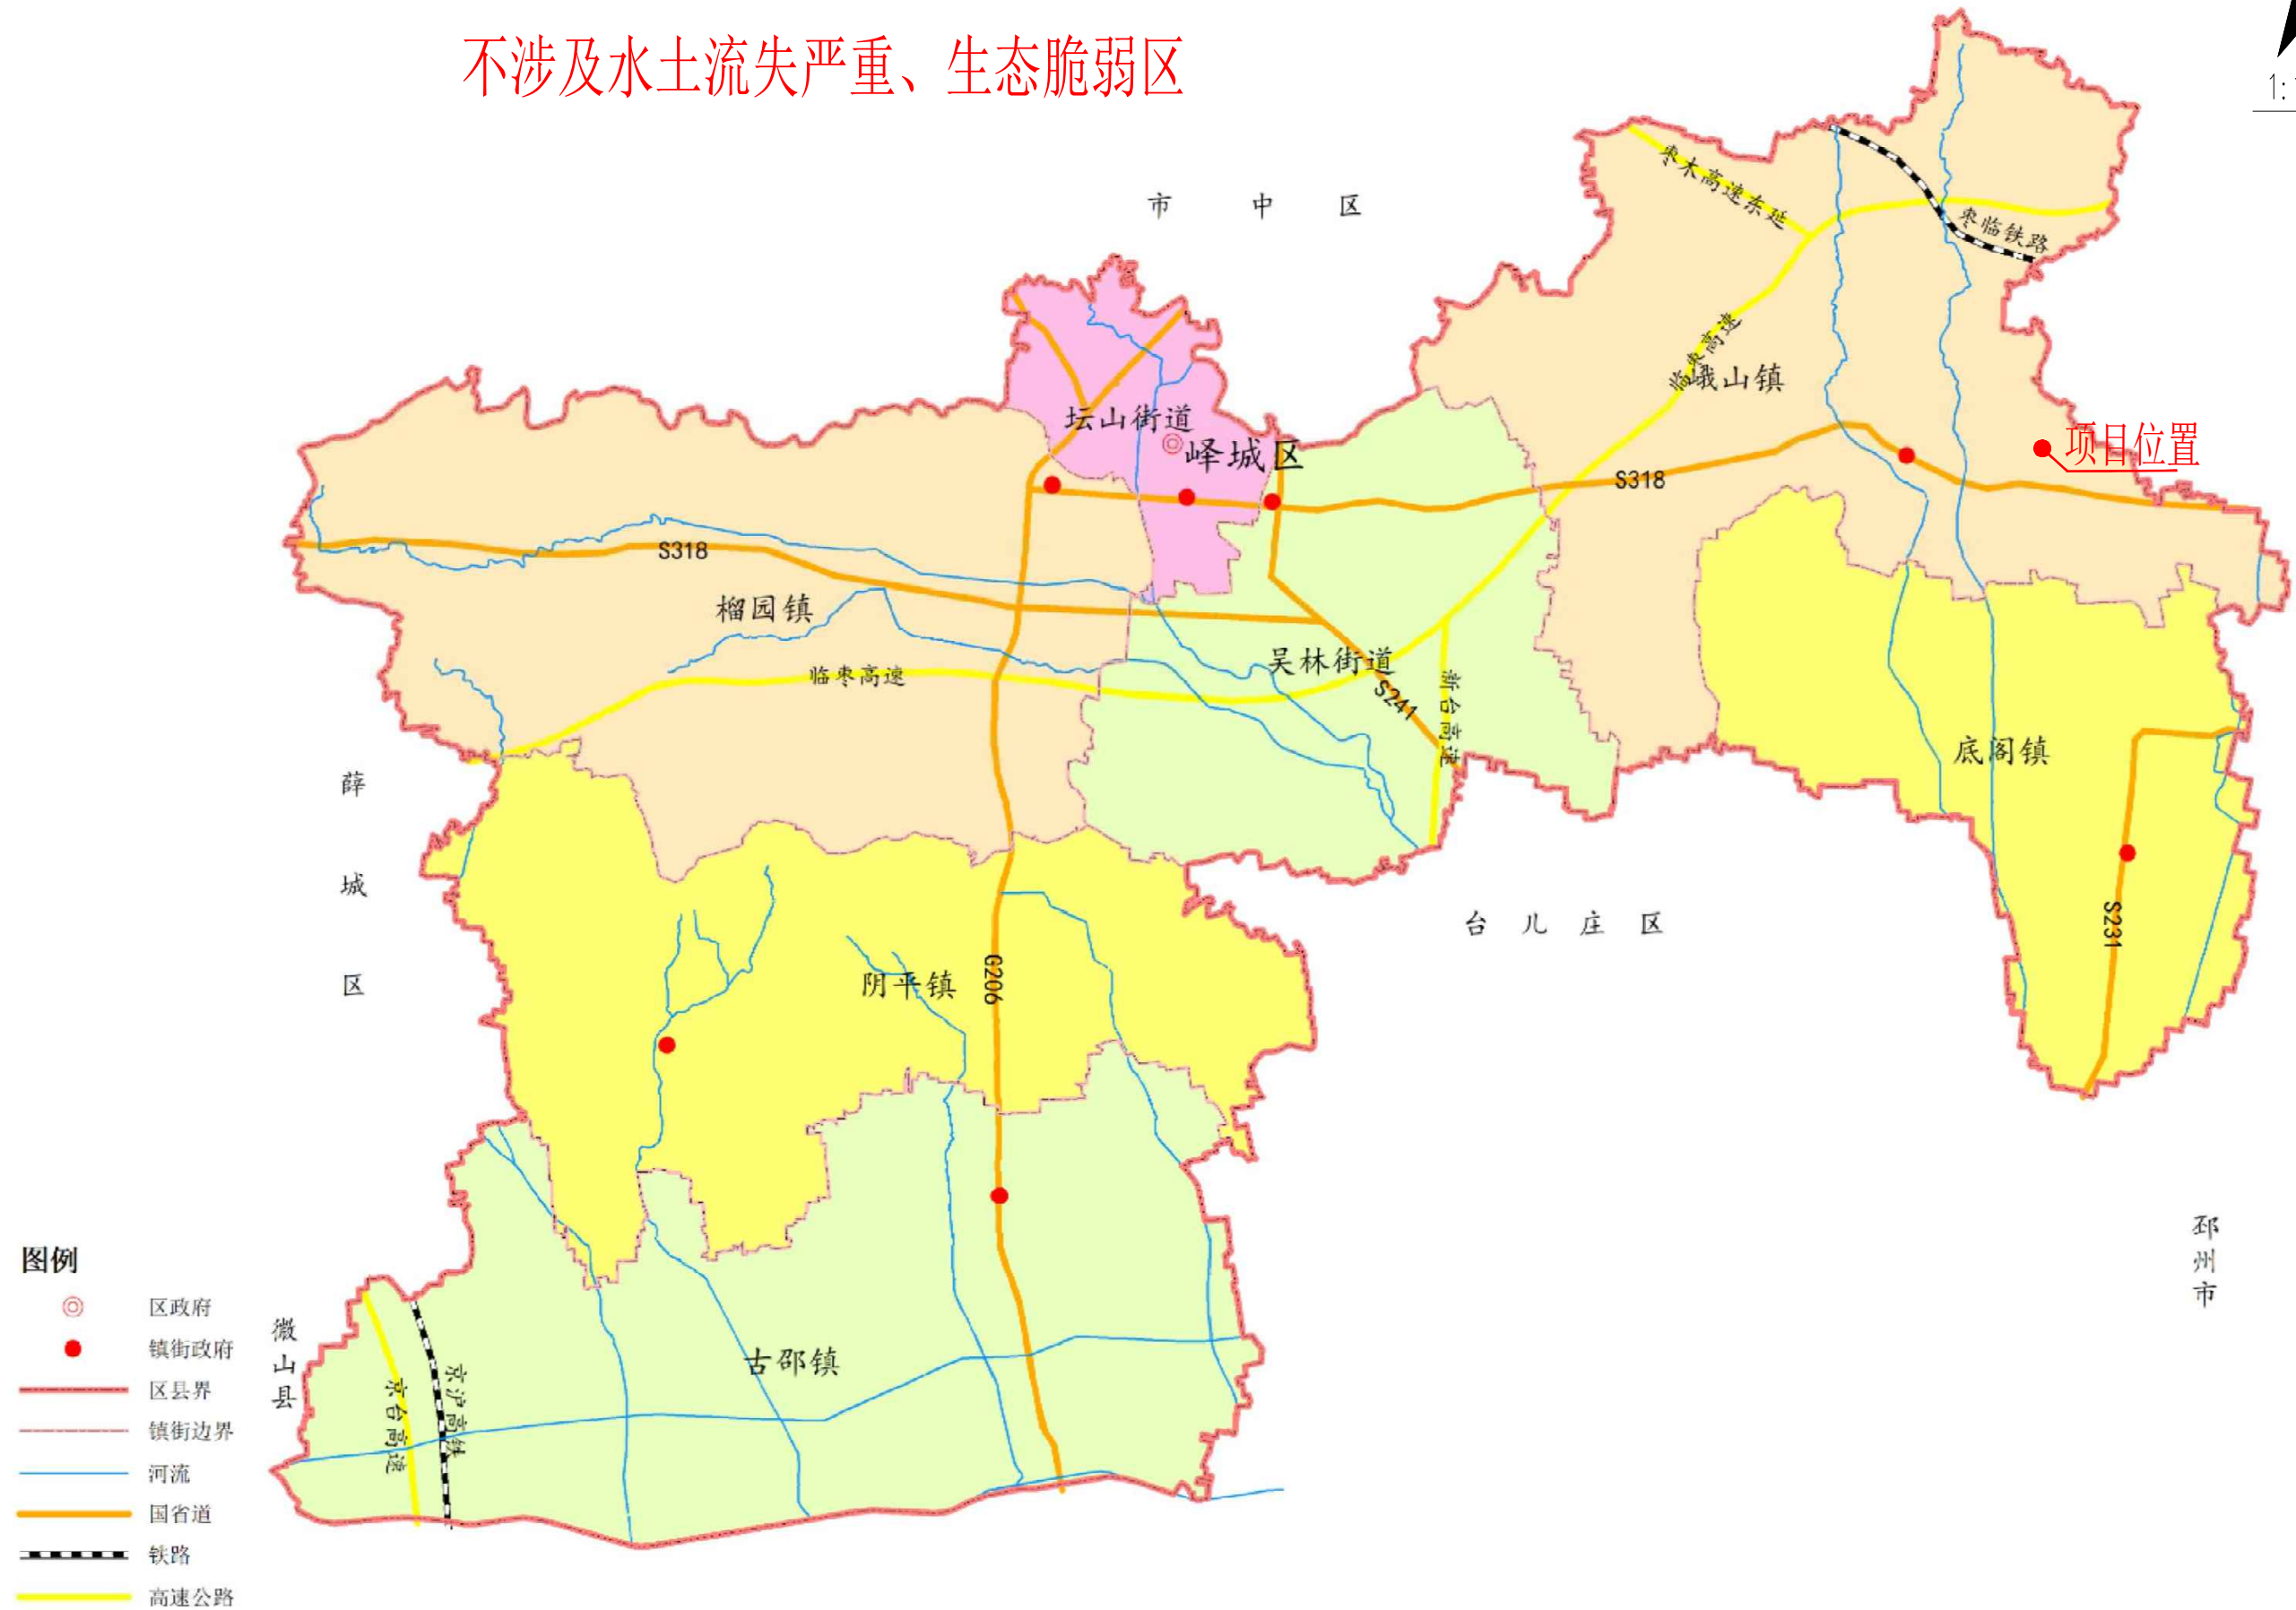 不涉及水土流失严重、生态脆弱区
1:
市中区
枣木高速东延
枣临铁路
临枣高速
峨山镇
坛山街道
峄城区
项目位置
S318
S318
榴园镇
临枣高速
吴林街道
S241
新台高速
底阁镇
薛城区
台儿庄区
S231
阴平镇
G206
邳州市
微山县
古邵镇
京台高速
京沪高铁
图例
区政府
镇街政府
区县界
镇街边界
河流
国省道
铁路
高速公路